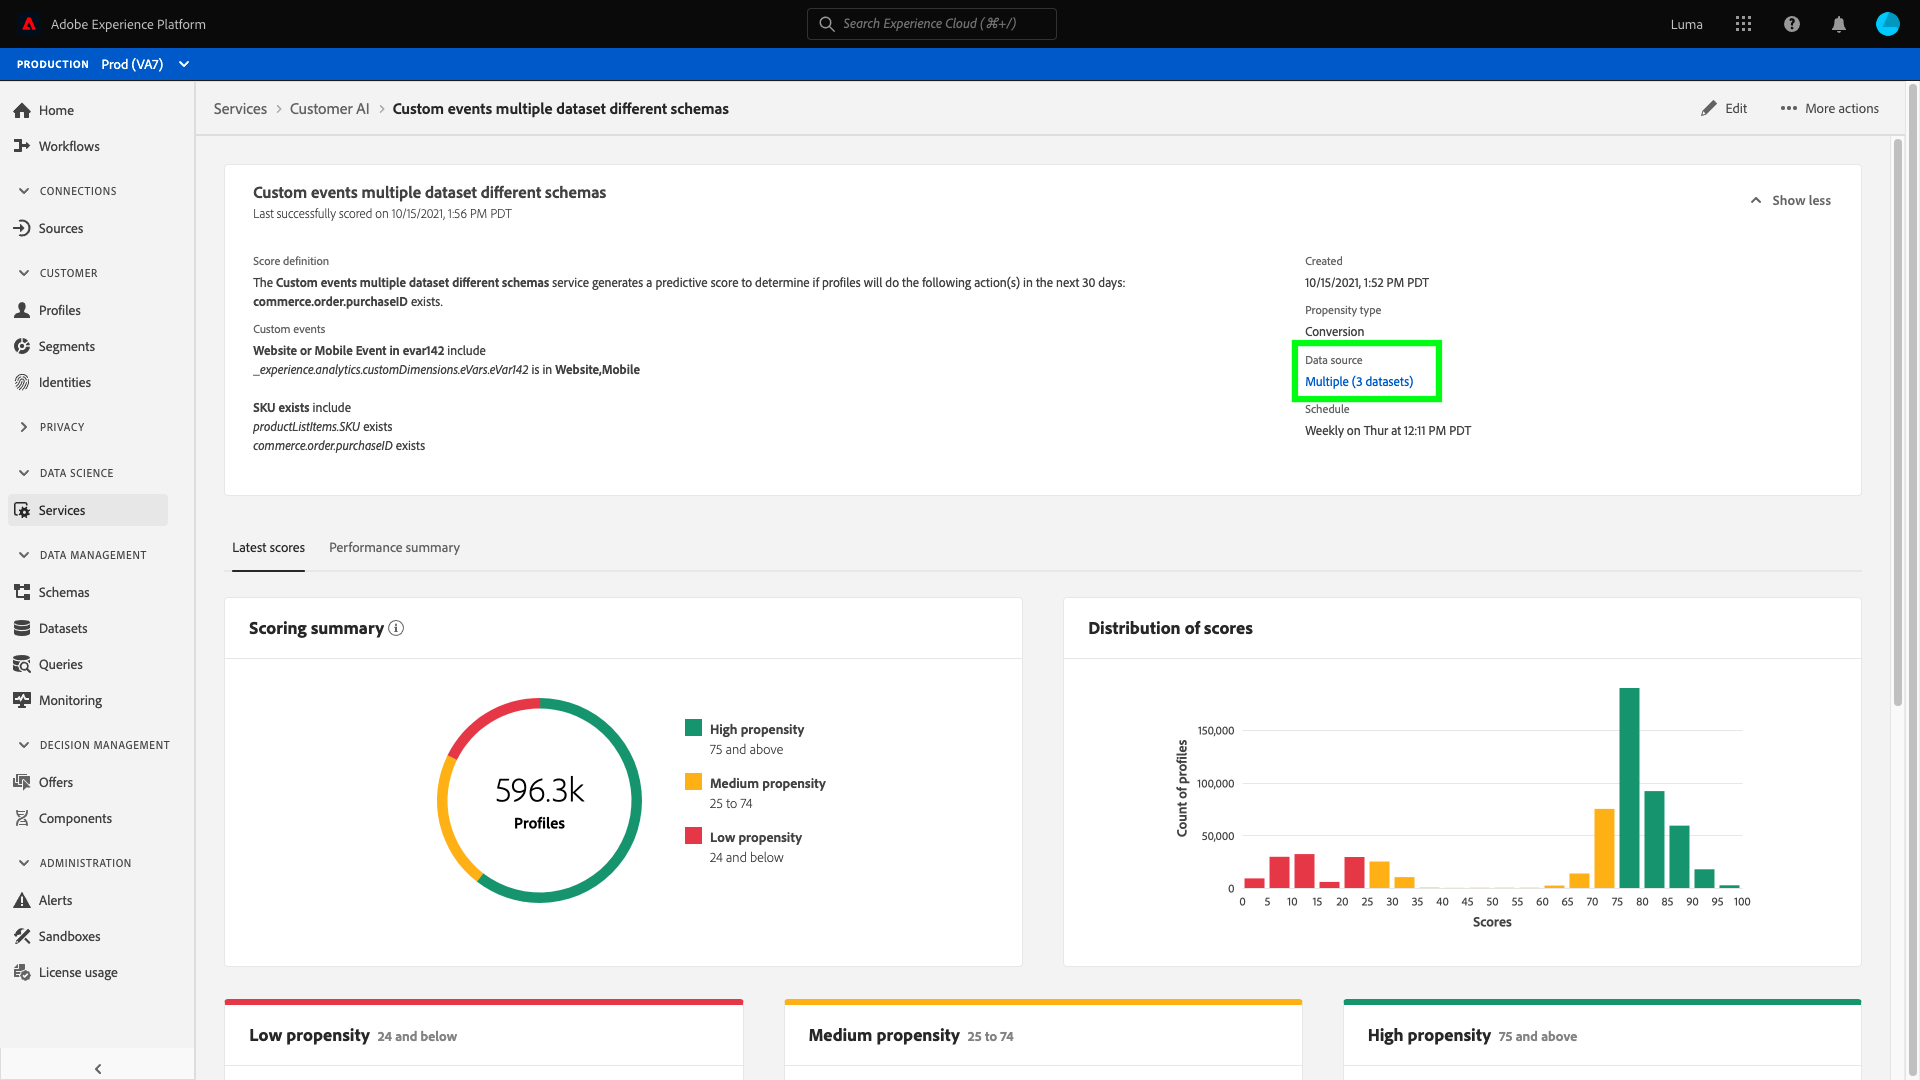 Adobe Experience Platform
Search Experience Cloud (⌘+/)
Luma
PRODUCTION Prod (VA7)
Home
Workflows
CONNECTIONS
Sources
CUSTOMER
Profiles
Segments
Identities
PRIVACY
DATA SCIENCE
Services
DATA MANAGEMENT
Schemas
Datasets
Queries
Monitoring
DECISION MANAGEMENT
Offers
Components
ADMINISTRATION
Alerts
Sandboxes
License usage
Services > Customer AI > Custom events multiple dataset different schemas
Edit
More actions
Custom events multiple dataset different schemas
Last successfully scored on 10/15/2021, 1:56 PM PDT
Show less
Score definition
The Custom events multiple dataset different schemas service generates a predictive score to determine if profiles will do the following action(s) in the next 30 days:
commerce.order.purchaseID exists.
Custom events
Website or Mobile Event in evar142 include
_experience.analytics.customDimensions.eVars.eVar142 is in Website,Mobile
SKU exists include
productListItems.SKU exists
commerce.order.purchaseID exists
Created
10/15/2021, 1:52 PM PDT
Propensity type
Conversion
Data source
Multiple (3 datasets)
Schedule
Weekly on Thur at 12:11 PM PDT
Latest scores
Performance summary
Scoring summary
596.3k
Profiles
High propensity
75 and above
Medium propensity
25 to 74
Low propensity
24 and below
Distribution of scores
Count of profiles
150,000
100,000
50,000
0
0 5 10 15 20 25 30 35 40 45 50 55 60 65 70 75 80 85 90 95 100
Scores
Low propensity 24 and below
Medium propensity 25 to 74
High propensity 75 and above